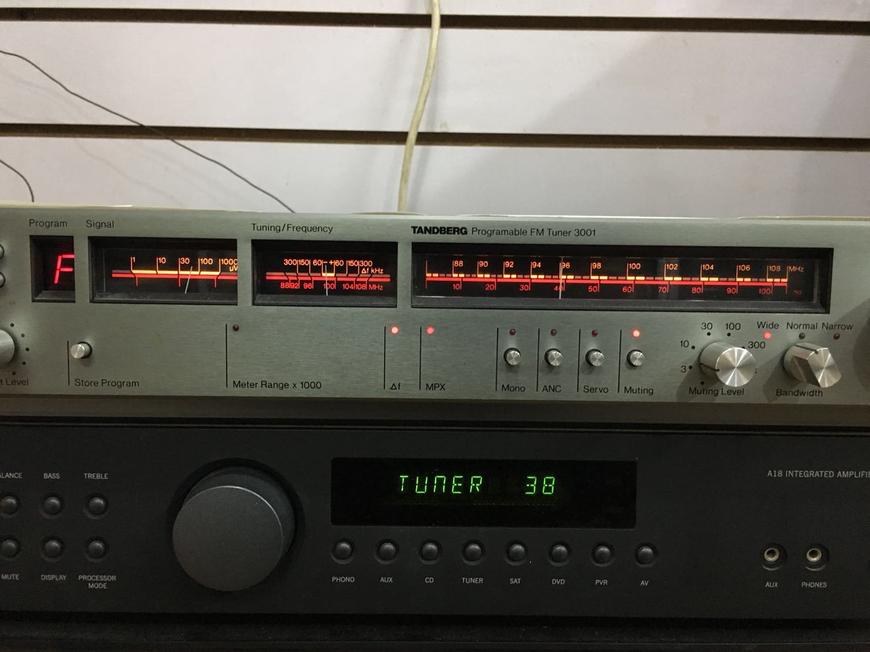 Program
Signal
Tuning/Frequency
TANDBERG Programable FM Tuner 3001
F
1 10 30 100 1000
µV
300 150 60 - + 60 150 300
Δf kHz
88 92 96 100 104 108 MHz
88 90 92 94 96 98 100 102 104 106 108 MHz
10 20 30 50 60 70 80 90 100
Level
Store Program
Meter Range x 1000
Δf
MPX
Mono
ANC
Servo
Muting
3 10 30 100 300
Muting Level
Wide Normal Narrow
Bandwidth
BASS
TREBLE
MUTE
DISPLAY
PROCESSOR
MODE
TUNER 38
PHONO
AUX
CD
TUNER
SAT
DVD
PVR
AV
A18 INTEGRATED
AUX
PHONES